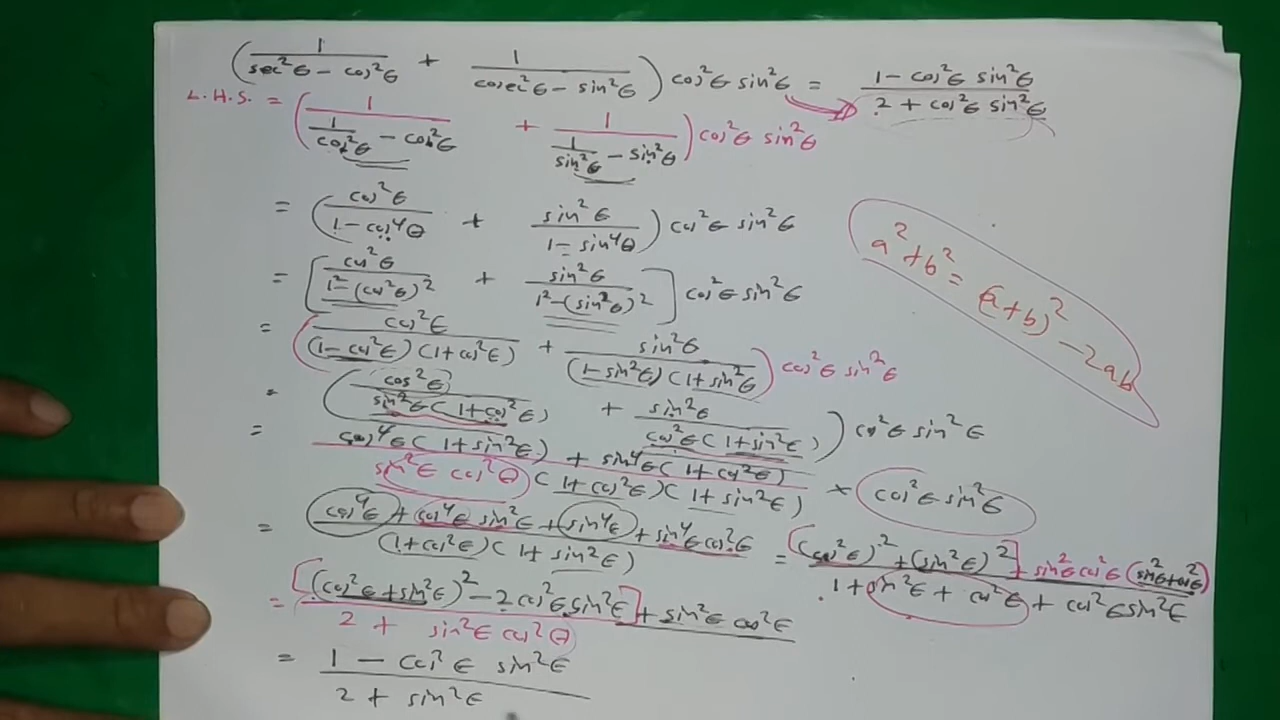 (1/(sec²θ − cos²θ) + 1/(cosec²θ − sin²θ)) cos²θ sin²θ = (1 − cos²θ sin²θ)/(2 + cos²θ sin²θ)
L.H.S. = (1/(1/cos²θ − cos²θ) + 1/(1/sin²θ − sin²θ)) cos²θ sin²θ
= (cos²θ/(1 − cos⁴θ) + sin²θ/(1 − sin⁴θ)) cos²θ sin²θ
a² + b² = (a + b)² − 2ab
= [cos²θ/(1² − (cos²θ)²) + sin²θ/(1² − (sin²θ)²)] cos²θ sin²θ
= (cos²θ/((1 − cos²θ)(1 + cos²θ)) + sin²θ/((1 − sin²θ)(1 + sin²θ))) cos²θ sin²θ
= (cos²θ/(sin²θ(1 + cos²θ)) + sin²θ/(cos²θ(1 + sin²θ))) cos²θ sin²θ
= (cos⁴θ(1 + sin²θ) + sin⁴θ(1 + cos²θ))/(sin²θ cos²θ (1 + cos²θ)(1 + sin²θ)) × cos²θ sin²θ
= (cos⁴θ + cos⁴θ sin²θ + sin⁴θ + sin⁴θ cos²θ)/((1 + cos²θ)(1 + sin²θ)) = ([(cos²θ)² + (sin²θ)²] + sin²θ cos²θ (sin²θ + cos²θ))/(1 + sin²θ + cos²θ + cos²θ sin²θ)
= ([(cos²θ + sin²θ)² − 2cos²θ sin²θ] + sin²θ cos²θ)/(2 + sin²θ cos²θ)
= (1 − cos²θ sin²θ)/(2 + sin²θ